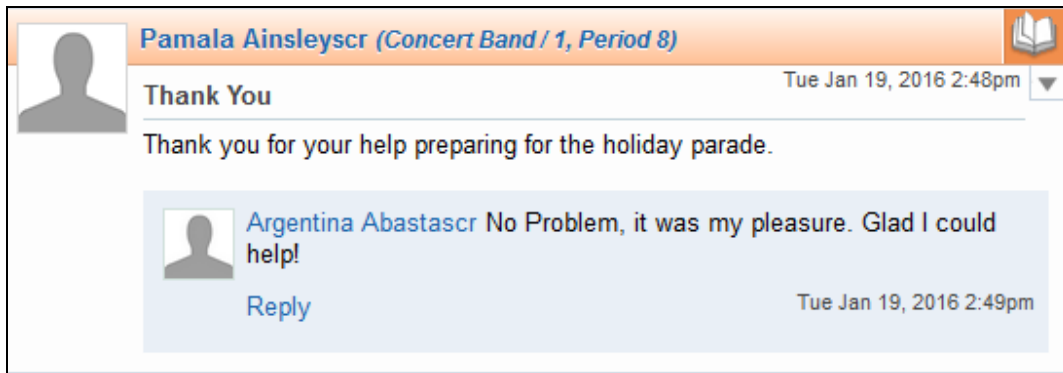 Pamala Ainsleyscr (Concert Band / 1, Period 8)
Tue Jan 19, 2016 2:48pm
Thank You
Thank you for your help preparing for the holiday parade.
Argentina Abastascr No Problem, it was my pleasure. Glad I could
help!
Reply
Tue Jan 19, 2016 2:49pm